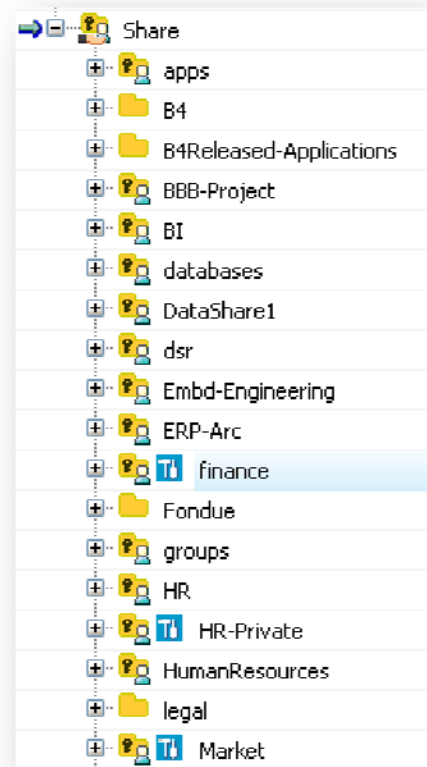 Share
apps
B4
B4Released-Applications
BBB-Project
BI
databases
DataShare1
dsr
Embd-Engineering
ERP-Arc
finance
Fondue
groups
HR
HR-Private
HumanResources
legal
Market